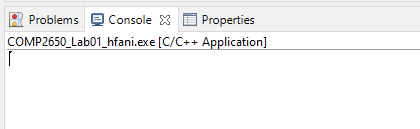 Problems Console Properties
COMP2650_Lab01_hfani.exe [C/C++ Application]